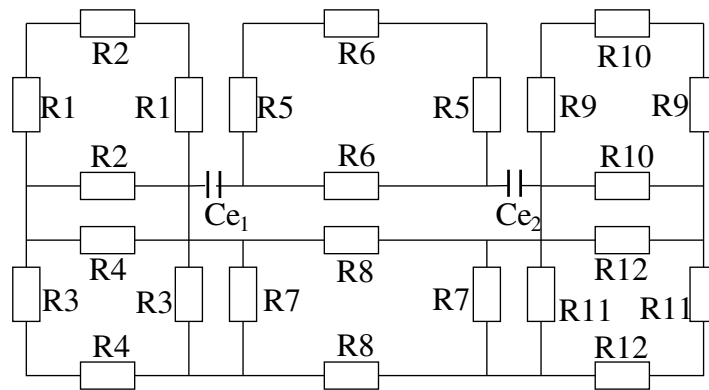 R2 R6 R10
R1 R1 R5 R5 R9 R9
R2 R6 R10
Ce₁ Ce₂
R4 R8 R12
R3 R3 R7 R7 R11 R11
R4 R8 R12